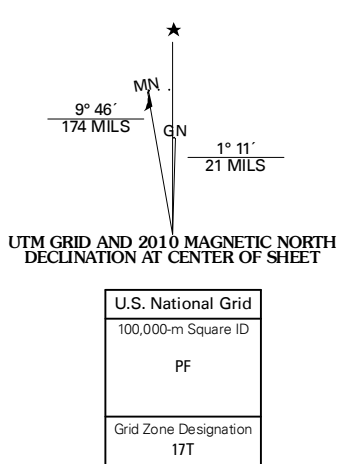 MN
GN
9° 46´
174 MILS
1° 11´
21 MILS
UTM GRID AND 2010 MAGNETIC NORTH
DECLINATION AT CENTER OF SHEET
U.S. National Grid
100,000-m Square ID
PF
Grid Zone Designation
17T